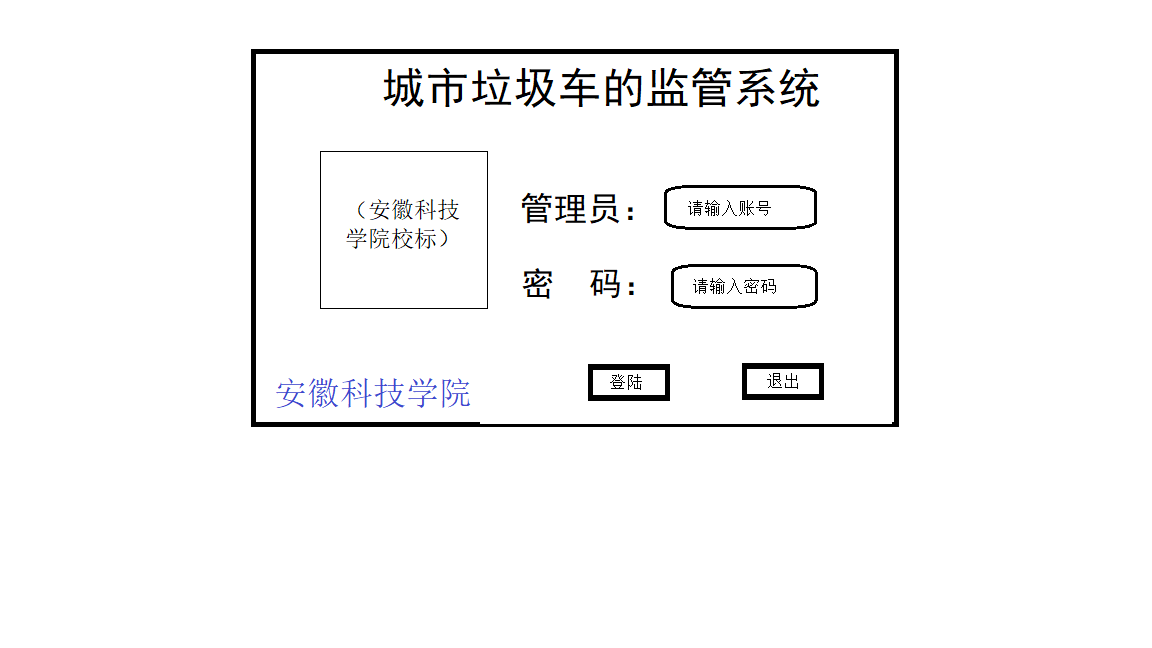 城市垃圾车的监管系统
（安徽科技
学院校标）
管理员：
请输入账号
密 码：
请输入密码
登陆
退出
安徽科技学院